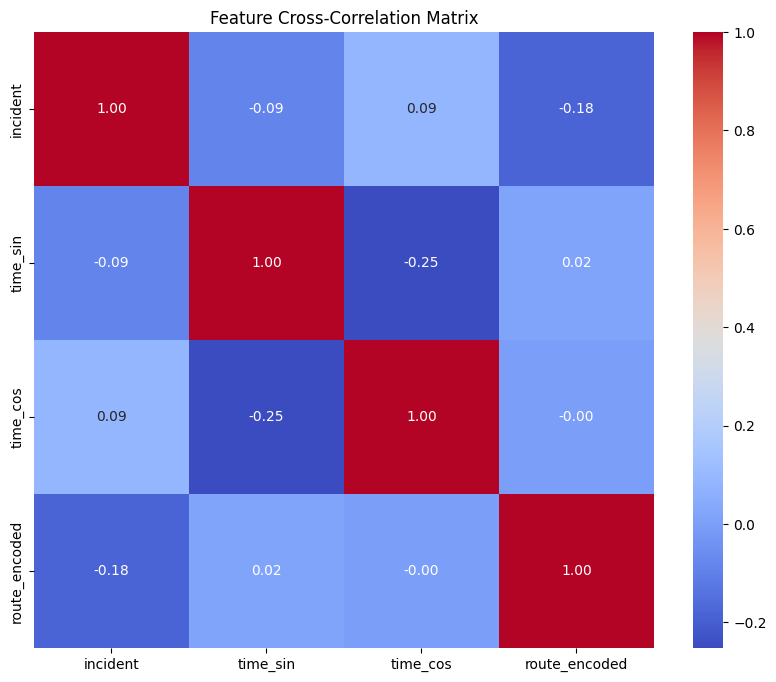 Feature Cross-Correlation Matrix
incident
1.00
-0.09
0.09
-0.18
time_sin
-0.09
1.00
-0.25
0.02
time_cos
0.09
-0.25
1.00
-0.00
route_encoded
-0.18
0.02
-0.00
1.00
incident
time_sin
time_cos
route_encoded
1.0
0.8
0.6
0.4
0.2
0.0
−0.2